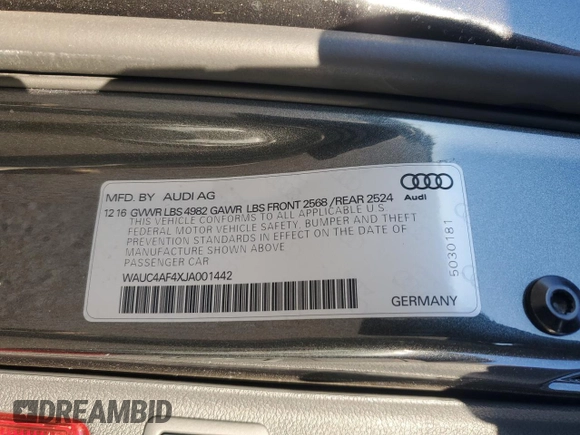 MFD. BY AUDI AG
Audi
12 16 GVWR LBS 4982 GAWR LBS FRONT 2568 /REAR 2524
THIS VEHICLE CONFORMS TO ALL APPLICABLE U.S.
FEDERAL MOTOR VEHICLE SAFETY, BUMPER AND THEFT
PREVENTION STANDARDS IN EFFECT ON THE DATE OF
MANUFACTURE SHOWN ABOVE
PASSENGER CAR
WAUC4AF4XJA001442
5030181
GERMANY
DREAMBID